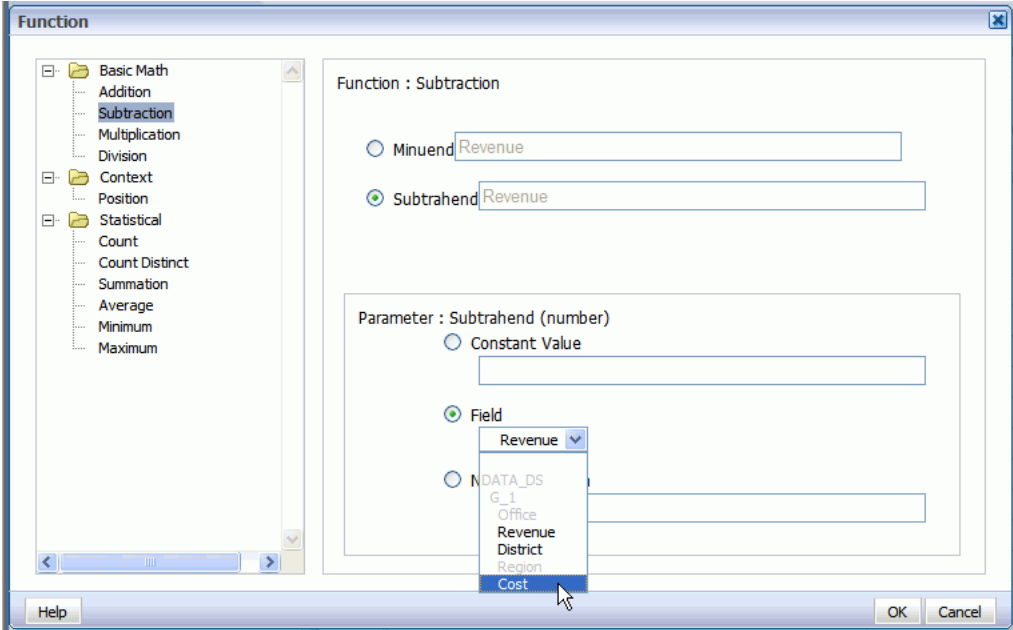 Function
Basic Math
Addition
Subtraction
Multiplication
Division
Context
Position
Statistical
Count
Count Distinct
Summation
Average
Minimum
Maximum
Function : Subtraction
Minuend Revenue
Subtrahend Revenue
Parameter : Subtrahend (number)
Constant Value
Field
Revenue
DATA_DS
G_1
Office
Revenue
District
Region
Cost
Help
OK Cancel